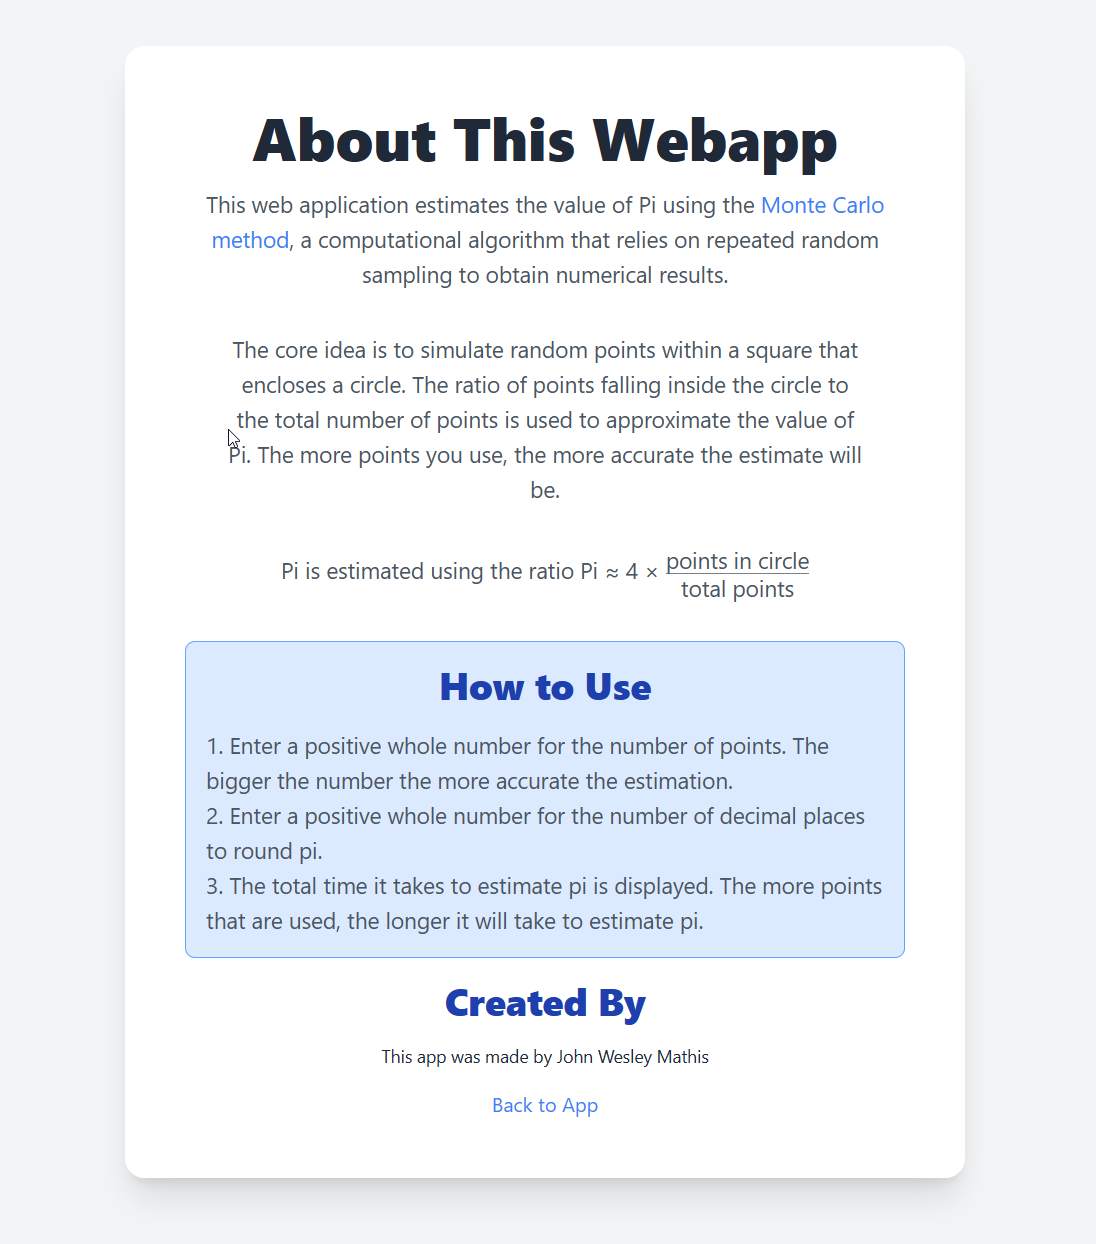 About This Webapp
This web application estimates the value of Pi using the Monte Carlo
method, a computational algorithm that relies on repeated random
sampling to obtain numerical results.
The core idea is to simulate random points within a square that
encloses a circle. The ratio of points falling inside the circle to
the total number of points is used to approximate the value of
Pi. The more points you use, the more accurate the estimate will
be.
Pi is estimated using the ratio Pi ≈ 4 × points in circle
total points
How to Use
1. Enter a positive whole number for the number of points. The
bigger the number the more accurate the estimation.
2. Enter a positive whole number for the number of decimal places
to round pi.
3. The total time it takes to estimate pi is displayed. The more points
that are used, the longer it will take to estimate pi.
Created By
This app was made by John Wesley Mathis
Back to App